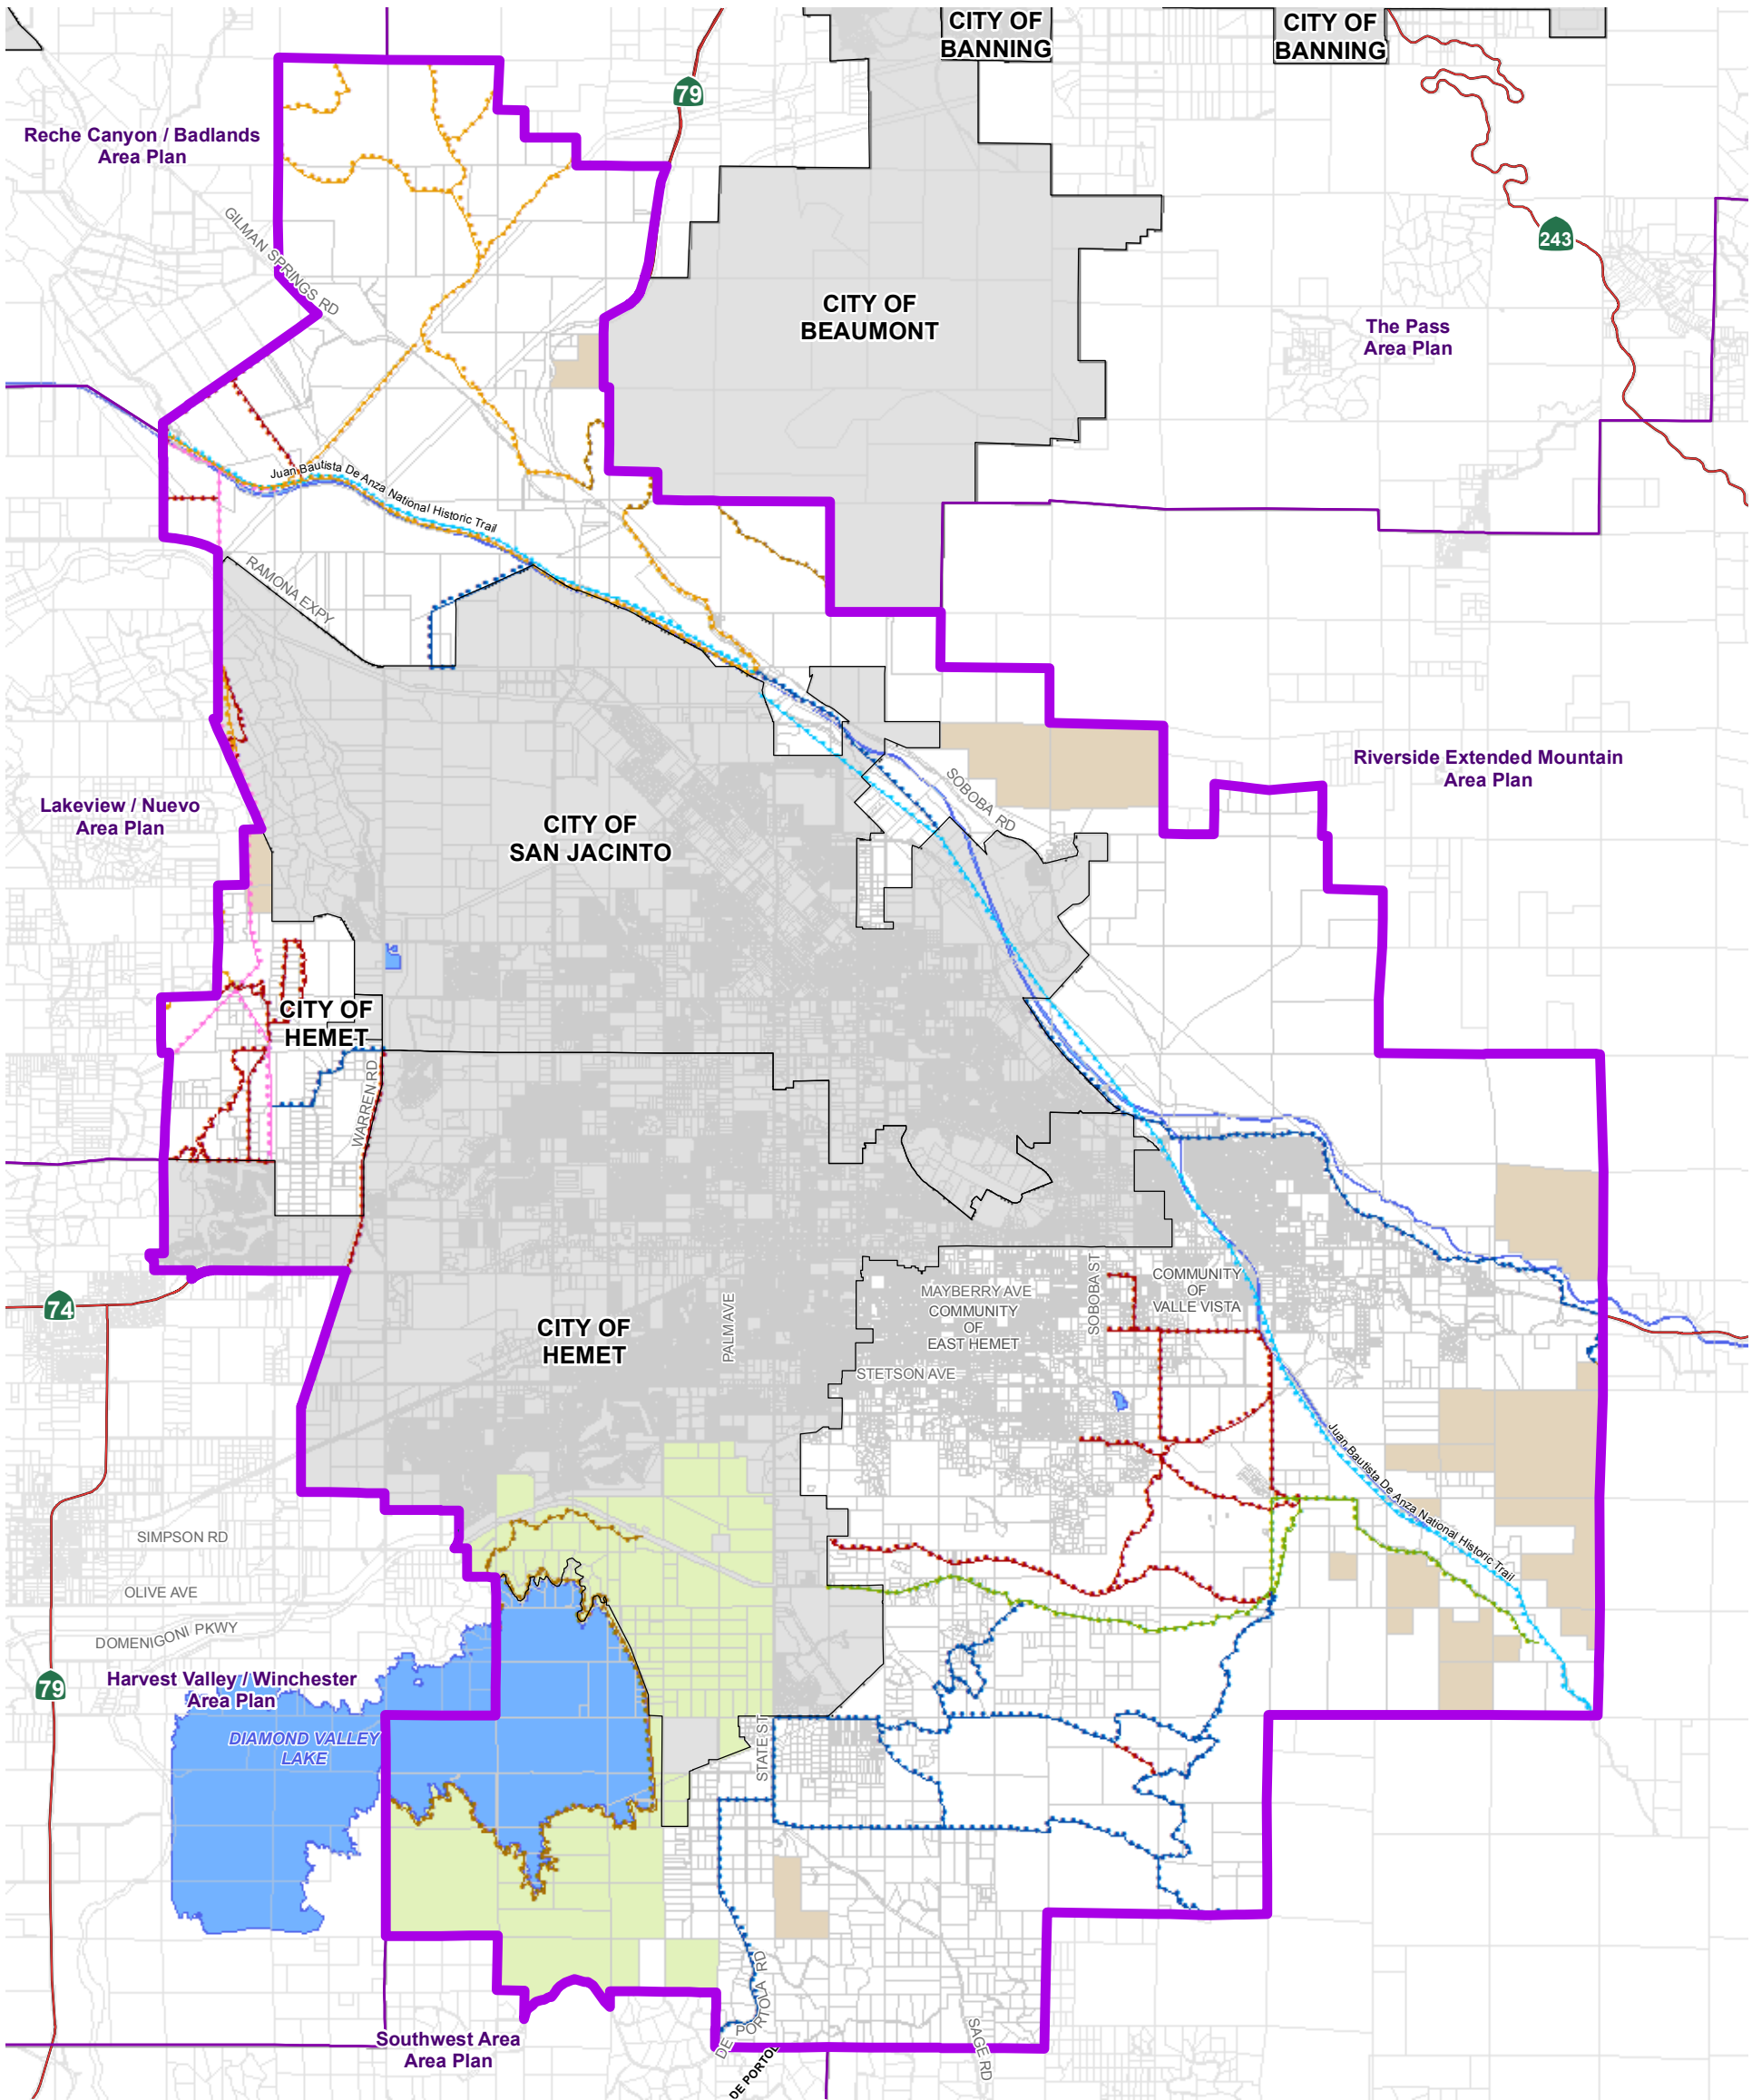 CITY OF
BANNING
CITY OF
BANNING
79
Reche Canyon / Badlands
Area Plan
GILMAN SPRINGS RD
243
CITY OF
BEAUMONT
The Pass
Area Plan
Juan Bautista De Anza National Historic Trail
RAMONA EXPY
Riverside Extended Mountain
Area Plan
SOBOBA RD
Lakeview / Nuevo
Area Plan
CITY OF
SAN JACINTO
CITY OF
HEMET
WARREN RD
74
MAYBERRY AVE
COMMUNITY
OF
EAST HEMET
SOBOBA ST
COMMUNITY
OF
VALLE VISTA
CITY OF
HEMET
PALM AVE
STETSON AVE
Juan Bautista De Anza National Historic Trail
SIMPSON RD
OLIVE AVE
DOMENIGONI PKWY
79
Harvest Valley / Winchester
Area Plan
DIAMOND VALLEY
LAKE
STATE ST
DE PORTOLA RD
SAGE RD
Southwest Area
Area Plan
DE PORTOL